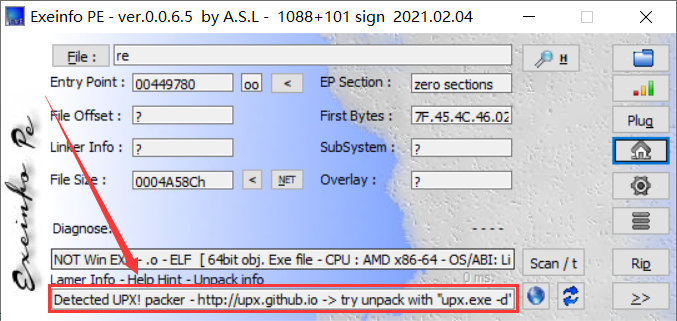 Exeinfo PE - ver.0.0.6.5 by A.S.L - 1088+101 sign 2021.02.04
File : re H
Entry Point : 00449780 oo < EP Section : zero sections
File Offset : ? First Bytes : 7F.45.4C.46.02 Plug
Linker Info : ? SubSystem : ?
File Size : 0004A58Ch < NET Overlay : ?
Diagnose: - - - -
NOT Win EXE - .o - ELF [ 64bit obj. Exe file - CPU : AMD x86-64 - OS/ABI: Li Scan / t Rip
Lamer Info - Help Hint - Unpack info 0 ms.
Detected UPX! packer - http://upx.github.io -> try unpack with "upx.exe -d" >>
Exeinfo Pe